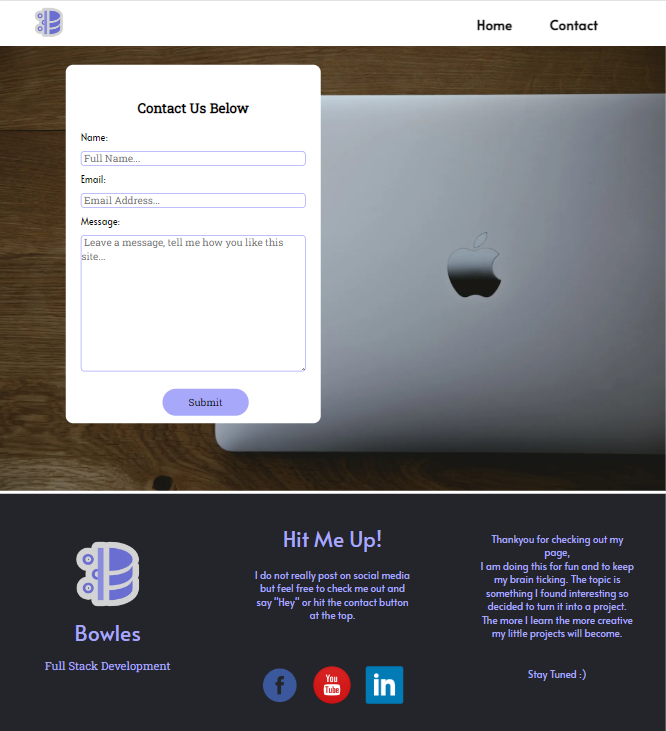 Home Contact
Contact Us Below
Name:
Full Name...
Email:
Email Address...
Message:
Leave a message, tell me how you like this
site...
Submit
Bowles
Full Stack Development
Hit Me Up!
I do not really post on social media
but feel free to check me out and
say "Hey" or hit the contact button
at the top.
f
You
Tube
in
Thankyou for checking out my
page,
I am doing this for fun and to keep
my brain ticking. The topic is
something I found interesting so
decided to turn it into a project.
The more I learn the more creative
my little projects will become.
Stay Tuned :)